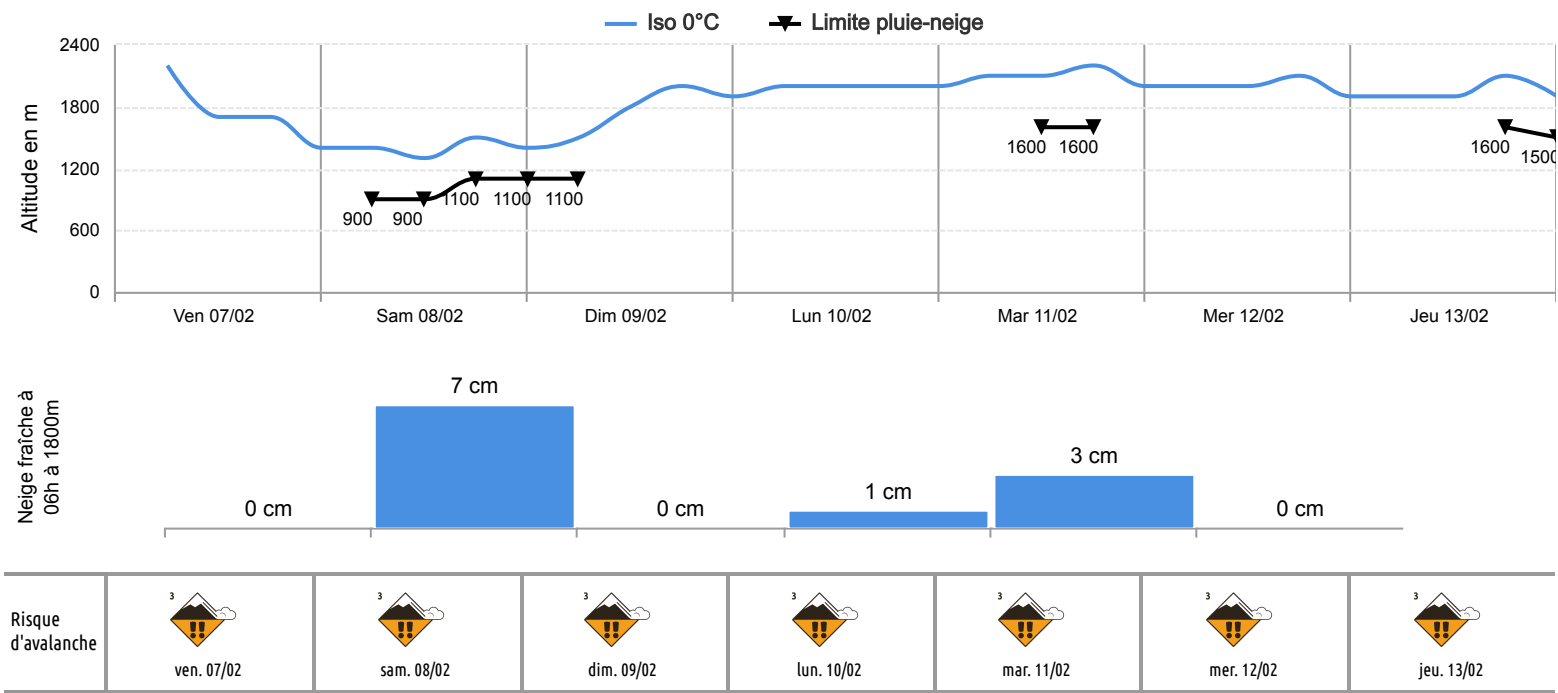 Iso 0°C Limite pluie-neige
Altitude en m
2400
1800
1200
600
0
900 900 1100 1100 1100
1600 1600
1600 1500
Ven 07/02 Sam 08/02 Dim 09/02 Lun 10/02 Mar 11/02 Mer 12/02 Jeu 13/02
Neige fraîche à
06h à 1800m
0 cm 7 cm 0 cm 1 cm 3 cm 0 cm
Risque
d'avalanche
3 3 3 3 3 3 3
!! !! !! !! !! !! !!
ven. 07/02 sam. 08/02 dim. 09/02 lun. 10/02 mar. 11/02 mer. 12/02 jeu. 13/02